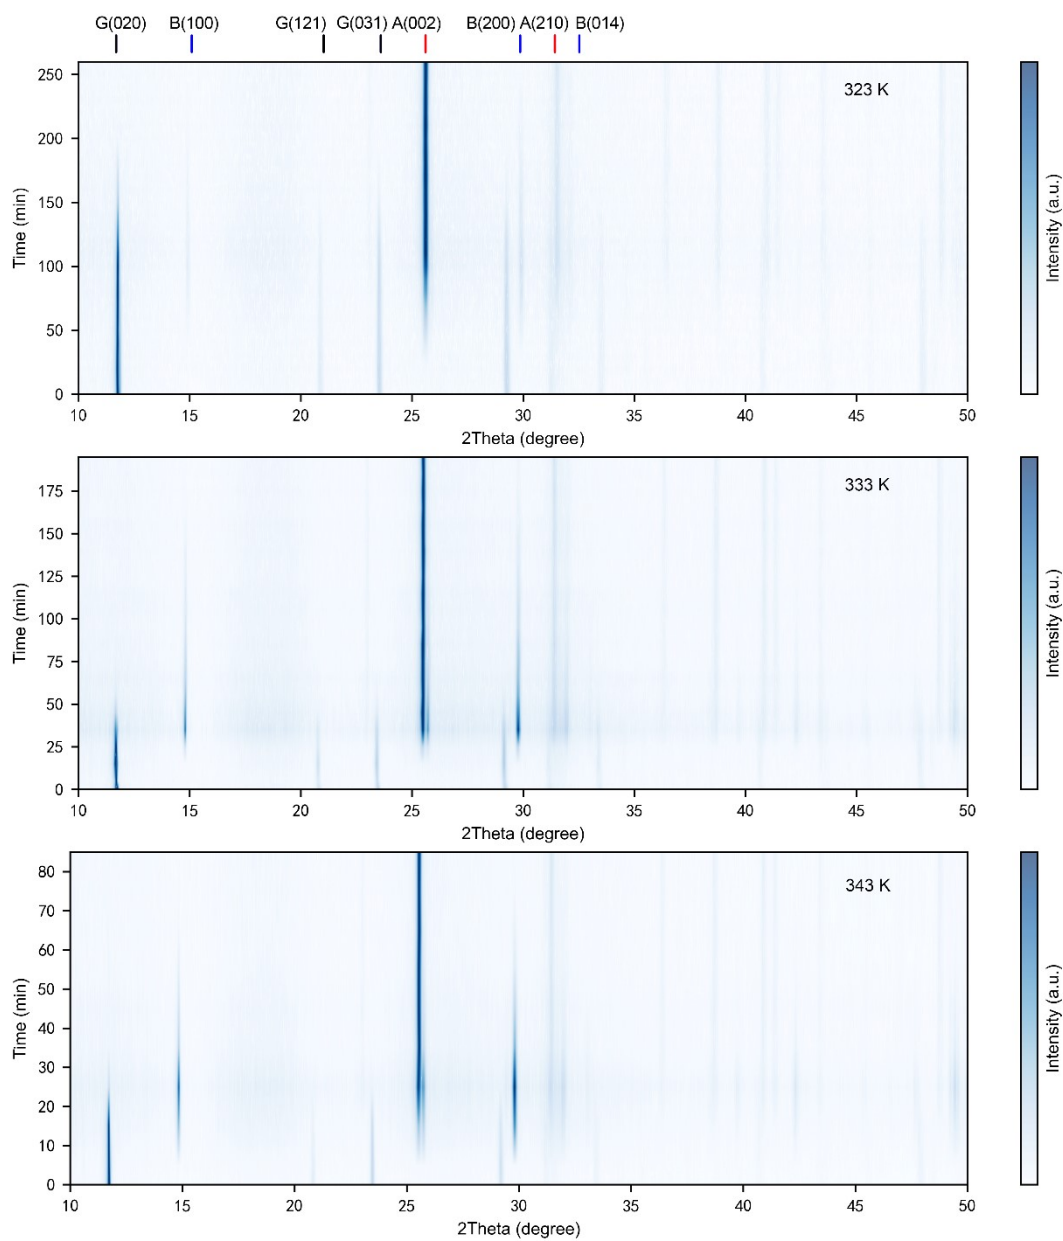 G(020) B(100) G(121) G(031) A(002) B(200) A(210) B(014)
323 K
250
200
150
100
50
0
Time (min)
10 15 20 25 30 35 40 45 50
2Theta (degree)
Intensity (a.u.)
333 K
175
150
125
100
75
50
25
0
Time (min)
10 15 20 25 30 35 40 45 50
2Theta (degree)
Intensity (a.u.)
343 K
80
70
60
50
40
30
20
10
0
Time (min)
10 15 20 25 30 35 40 45 50
2Theta (degree)
Intensity (a.u.)